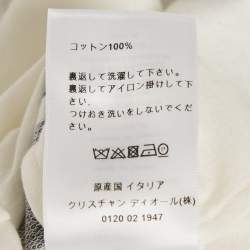 コットン100%
裏返して洗濯して下さい。
裏返してアイロン掛けして下
さい。
つけおき洗いをしないでくだ
さい。
原産国 イタリア
クリスチャン ディオール(株)
0120 02 1947